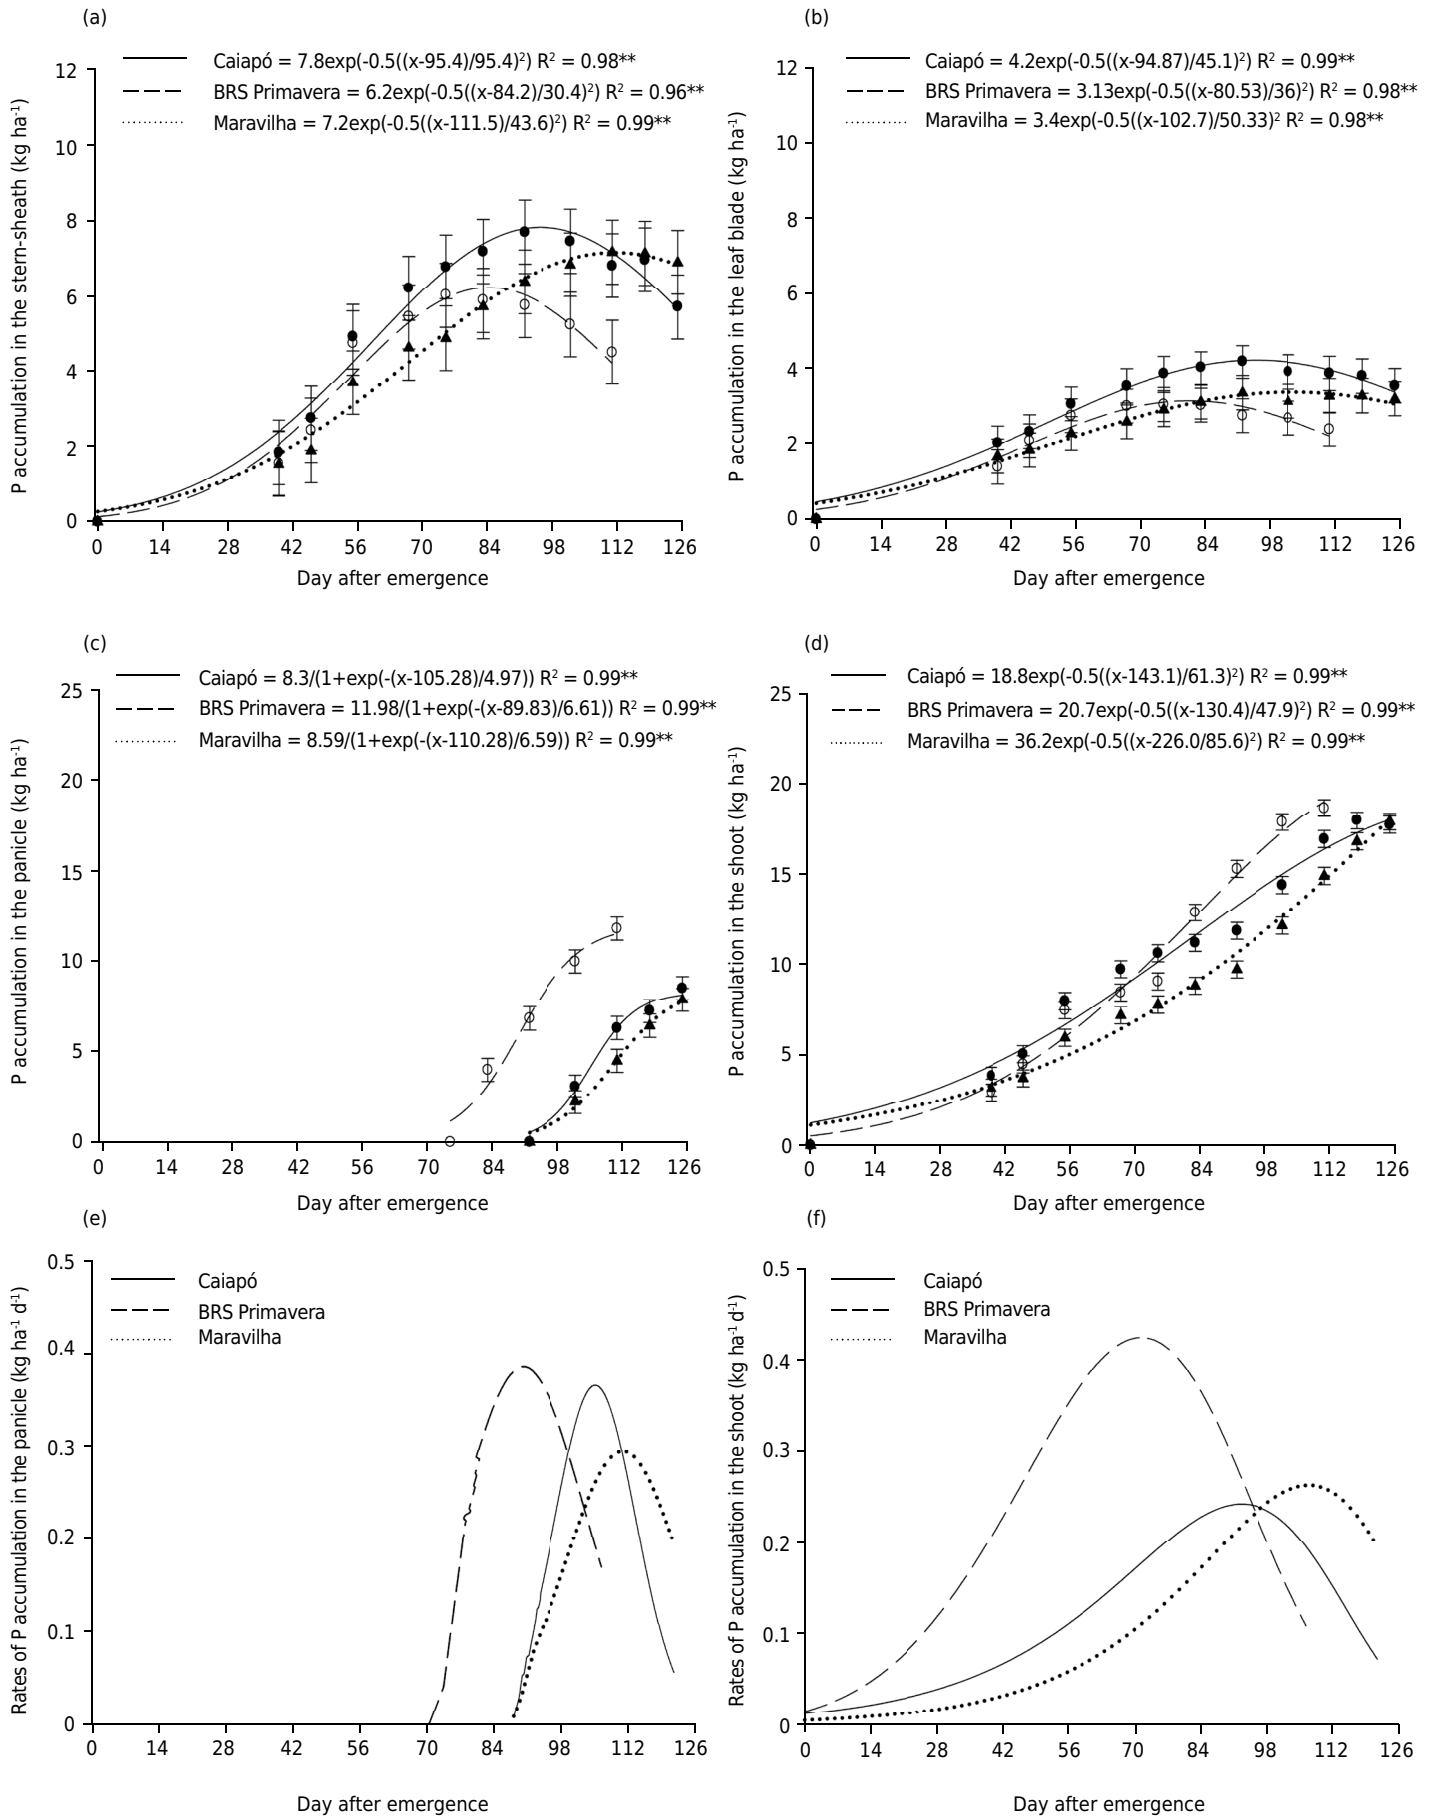 (a)
Caiapó = 7.8exp(-0.5((x-95.4)/95.4)²) R² = 0.98**
BRS Primavera = 6.2exp(-0.5((x-84.2)/30.4)²) R² = 0.96**
Maravilha = 7.2exp(-0.5((x-111.5)/43.6)²) R² = 0.99**
P accumulation in the stern-sheath (kg ha⁻¹)
12
10
8
6
4
2
0
0 14 28 42 56 70 84 98 112 126
Day after emergence
(b)
Caiapó = 4.2exp(-0.5((x-94.87)/45.1)²) R² = 0.99**
BRS Primavera = 3.13exp(-0.5((x-80.53)/36)²) R² = 0.98**
Maravilha = 3.4exp(-0.5((x-102.7)/50.33)² R² = 0.98**
P accumulation in the leaf blade (kg ha⁻¹)
12
10
8
6
4
2
0
0 14 28 42 56 70 84 98 112 126
Day after emergence
(c)
Caiapó = 8.3/(1+exp(-(x-105.28)/4.97)) R² = 0.99**
BRS Primavera = 11.98/(1+exp(-(x-89.83)/6.61)) R² = 0.99**
Maravilha = 8.59/(1+exp(-(x-110.28)/6.59)) R² = 0.99**
P accumulation in the panicle (kg ha⁻¹)
25
20
15
10
5
0
0 14 28 42 56 70 84 98 112 126
Day after emergence
(d)
Caiapó = 18.8exp(-0.5((x-143.1)/61.3)²) R² = 0.99**
BRS Primavera = 20.7exp(-0.5((x-130.4)/47.9)²) R² = 0.99**
Maravilha = 36.2exp(-0.5((x-226.0/85.6)²) R² = 0.99**
P accumulation in the shoot (kg ha⁻¹)
25
20
15
10
5
0
0 14 28 42 56 70 84 98 112 126
Day after emergence
(e)
Caiapó
BRS Primavera
Maravilha
Rates of P accumulation in the panicle (kg ha⁻¹ d⁻¹)
0.5
0.4
0.3
0.2
0.1
0
0 14 28 42 56 70 84 98 112 126
Day after emergence
(f)
Caiapó
BRS Primavera
Maravilha
Rates of P accumulation in the shoot (kg ha⁻¹ d⁻¹)
0.5
0.4
0.3
0.2
0.1
0
0 14 28 42 56 70 84 98 112 126
Day after emergence